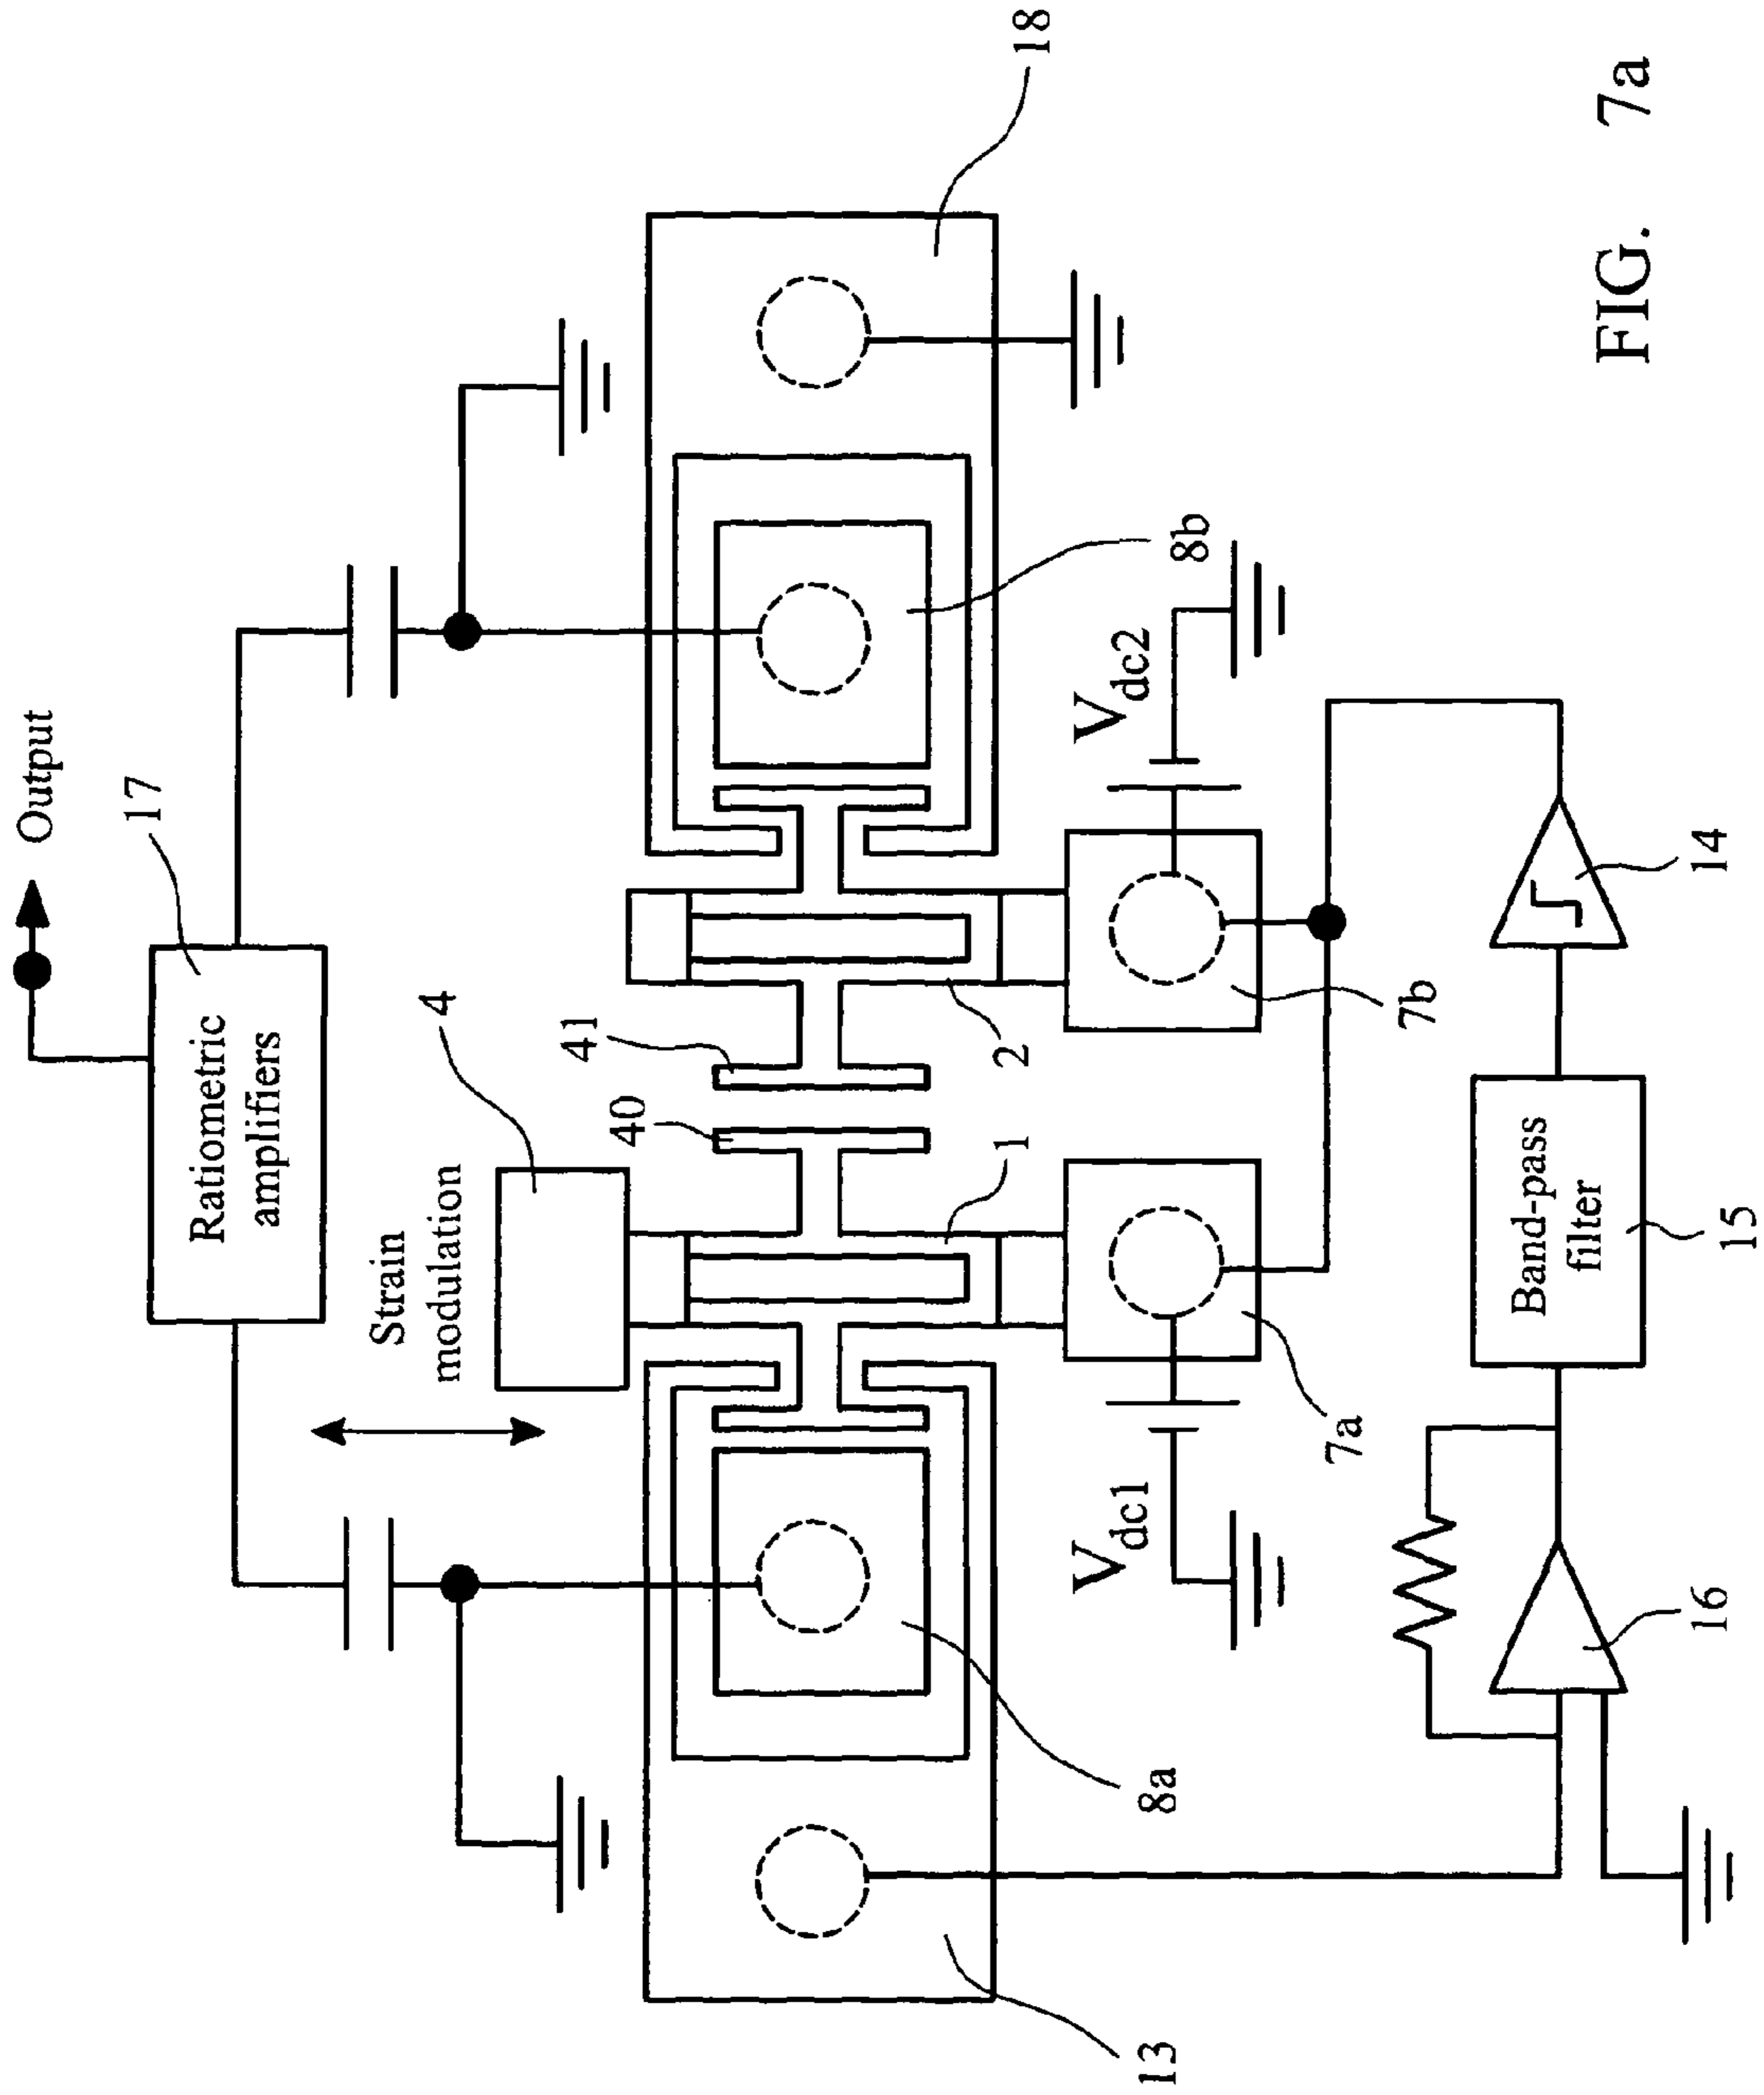 Output
17
Ratiometric
amplifiers
Strain
modulation
4
40
41
18
1
2
8a
8b
13
V
dc1
V
dc2
7a
7b
16
15
Band-pass
filter
14
FIG. 7a